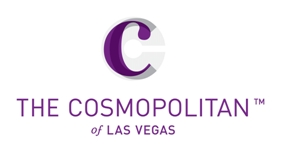 C
THE COSMOPOLITAN™
of LAS VEGAS